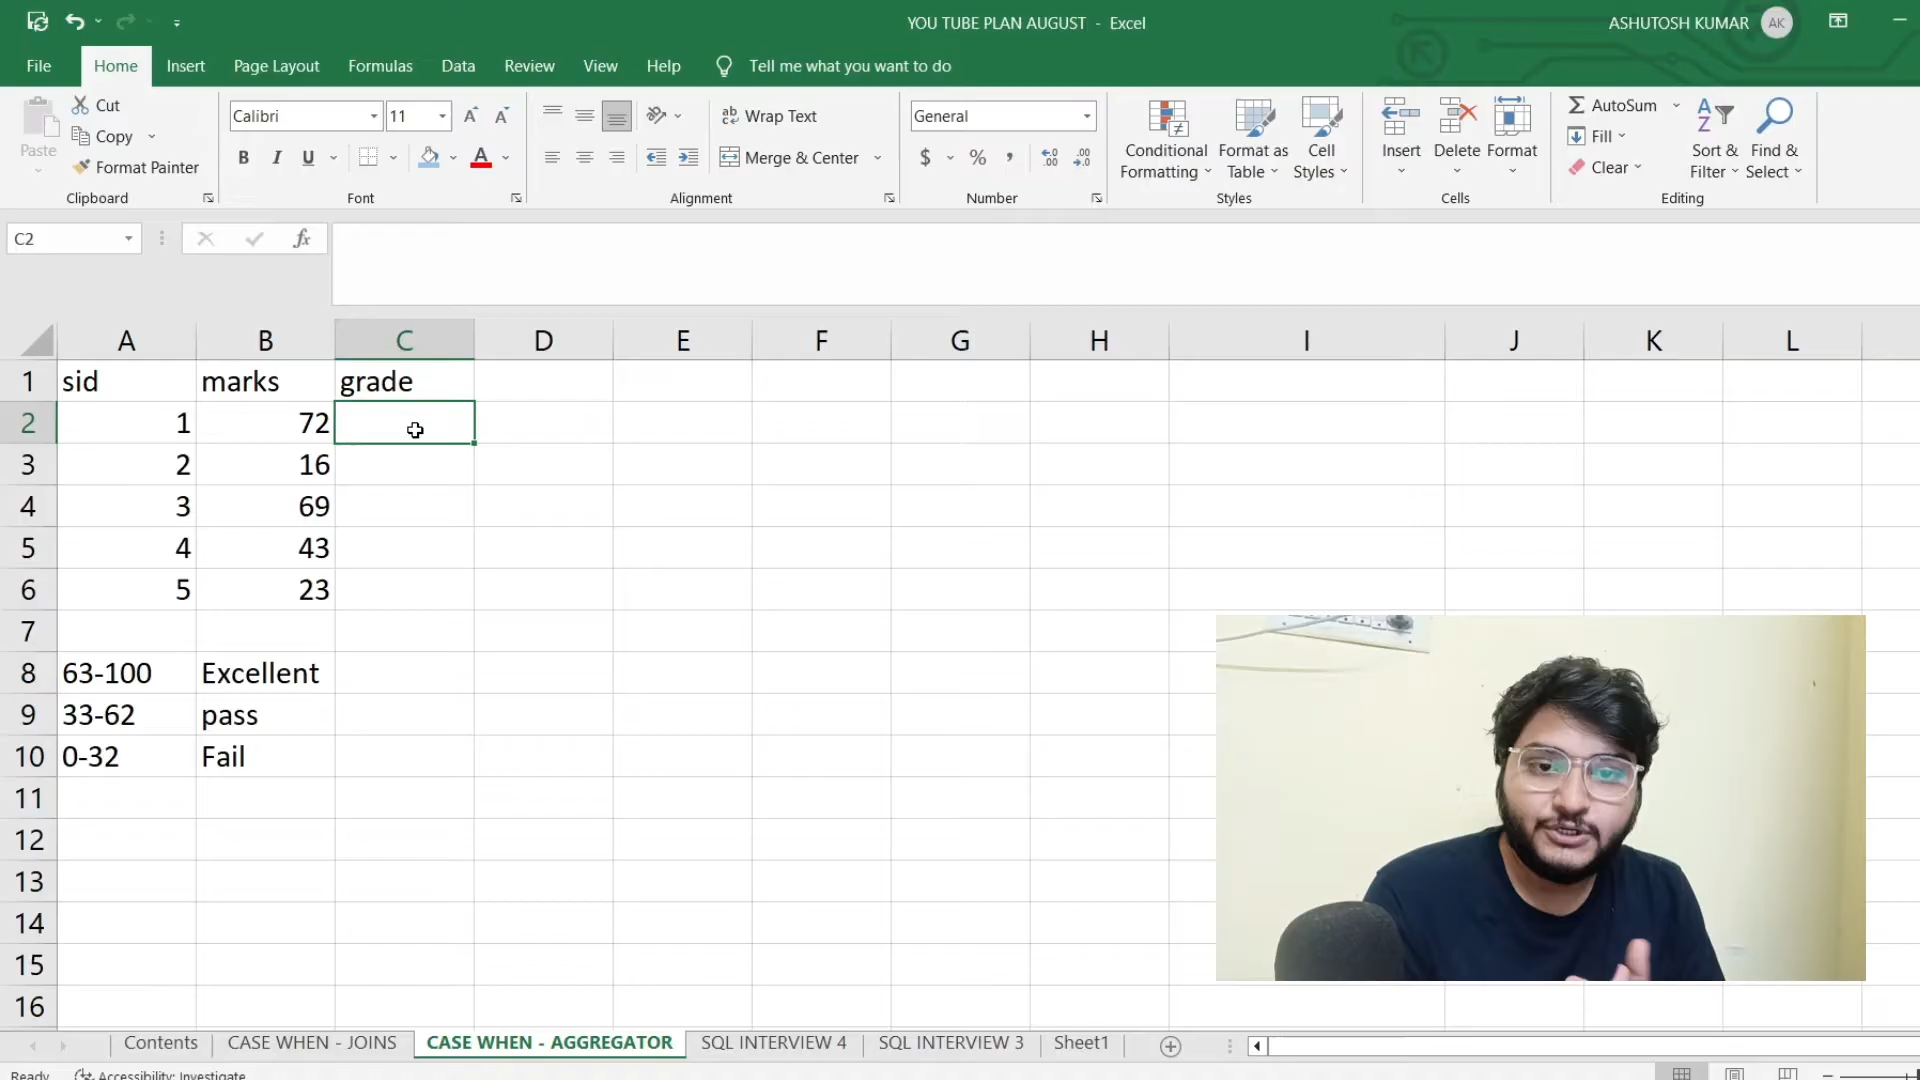 YOU TUBE PLAN AUGUST - Excel
ASHUTOSH KUMAR AK
File Home Insert Page Layout Formulas Data Review View Help Tell me what you want to do
Paste
Cut
Copy
Format Painter
Clipboard
Calibri 11
B I U A
Font
Wrap Text
Merge & Center
Alignment
General
$ % ,
Number
Conditional Formatting
Format as Table
Cell Styles
Styles
Insert Delete Format
Cells
AutoSum
Fill
Clear
Sort & Filter
Find & Select
Editing
C2 fx
A B C D E F G H I J K L
1 sid marks grade
2 1 72
3 2 16
4 3 69
5 4 43
6 5 23
7
8 63-100 Excellent
9 33-62 pass
10 0-32 Fail
11
12
13
14
15
16
Contents CASE WHEN - JOINS CASE WHEN - AGGREGATOR SQL INTERVIEW 4 SQL INTERVIEW 3 Sheet1
Ready Accessibility: Investigate